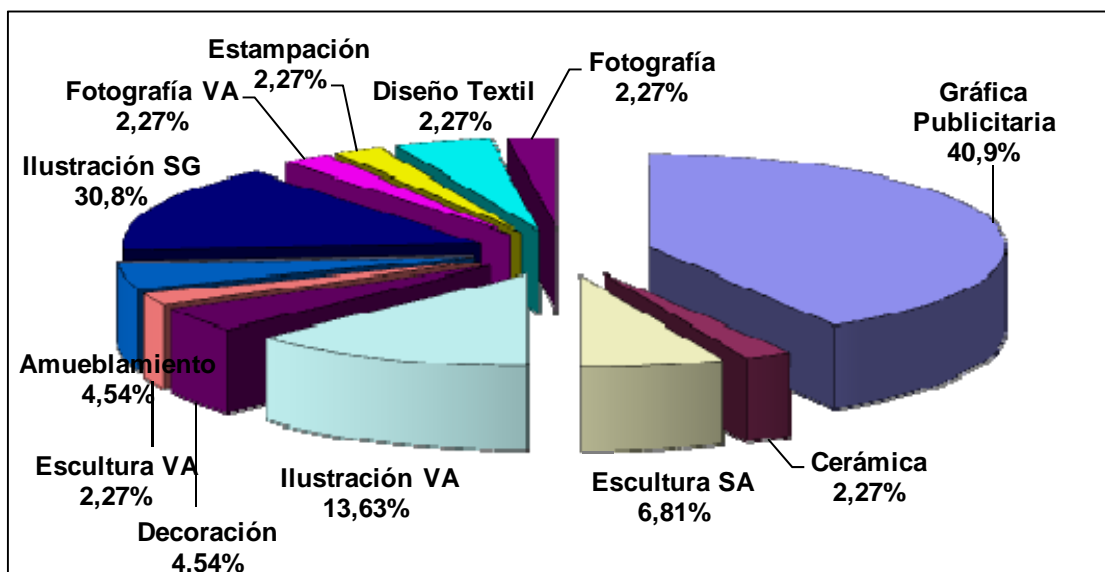 Estampación
2,27%
Fotografía VA
2,27%
Diseño Textil
2,27%
Fotografía
2,27%
Gráfica
Publicitaria
40,9%
Ilustración SG
30,8%
Amueblamiento
4,54%
Escultura VA
2,27%
Decoración
4,54%
Ilustración VA
13,63%
Escultura SA
6,81%
Cerámica
2,27%